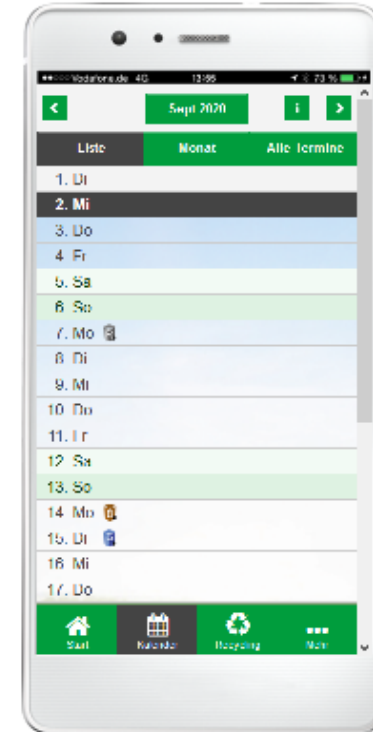 Vodafone.de 4G 13:55 73 %
Sept 2020 i
Liste Monat Alle Termine
1. Di
2. Mi
3. Do
4. Fr
5. Sa
6. So
7. Mo
8. Di
9. Mi
10. Do
11. Fr
12. Sa
13. So
14. Mo
15. Di
16. Mi
17. Do
Start Kalender Recycling Mehr